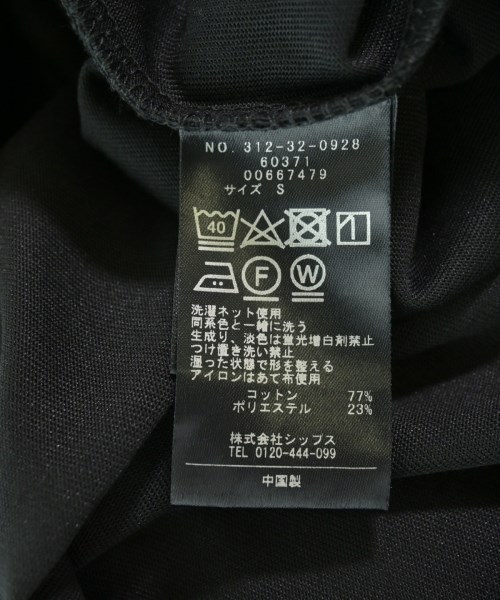 NO. 312-32-0928
60371
00667479
サイズ S
40
F W
洗濯ネット使用
同系色と一緒に洗う
生成り、淡色は蛍光増白剤禁止
つけ置き洗い禁止
湿った状態で形を整える
アイロンはあて布使用
コットン 77%
ポリエステル 23%
株式会社シップス
TEL 0120-444-099
中国製